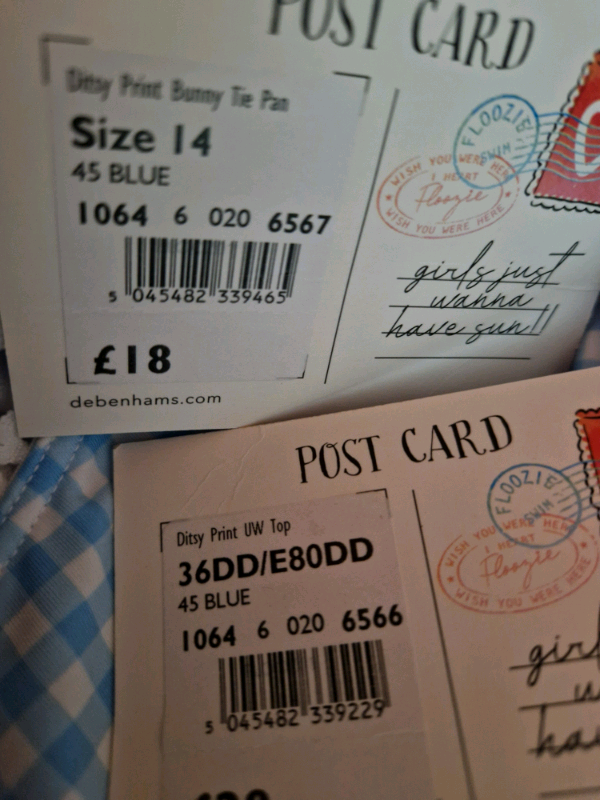 POST CARD
Ditsy Print Bunny Tie Pan
Size 14
45 BLUE
1064 6 020 6567
5 045482 339465
£18
debenhams.com
FLOOZIE
SWIM
WISH YOU WERE HERE
I HEART
Floozie
WISH YOU WERE HERE
girls just
wanna
have sun!!
POST CARD
Ditsy Print UW Top
36DD/E80DD
45 BLUE
1064 6 020 6566
5 045482 339229
FLOOZIE
SWIM
WISH YOU WERE HERE
I HEART
Floozie
WISH YOU WERE HERE